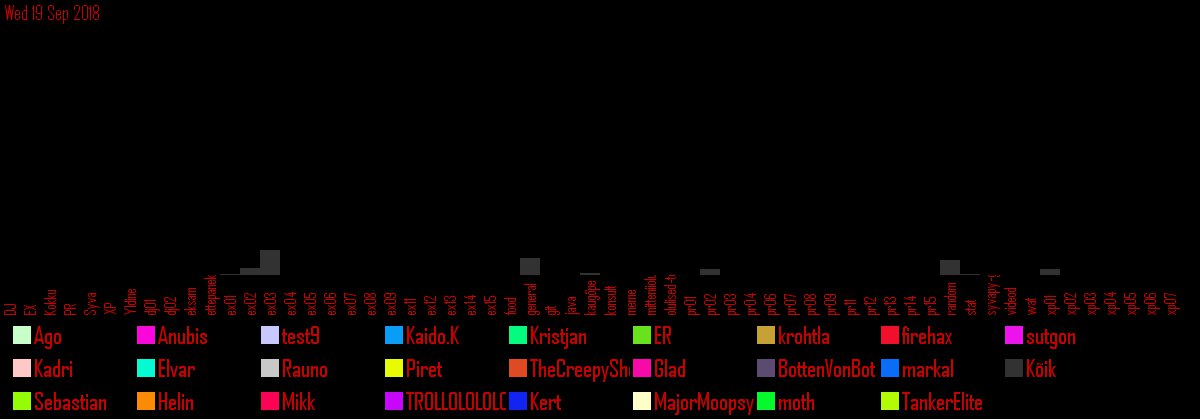 Wed 19 Sep 2018
DJ EX Kokku PR Syva XP Yldine dj01 dj02 eksam ettepanek ex01 ex02 ex03 ex04 ex05 ex06 ex07 ex08 ex09 ex11 ex12 ex13 ex14 ex15 food general git java kaugõpe konsult meme mitteniiolu. olulised-h pr01 pr02 pr03 pr04 pr06 pr07 pr08 pr09 pr11 pr12 pr13 pr14 pr15 random stat syvapy-t videod wat xp01 xp02 xp03 xp04 xp05 xp06 xp07
Ago Anubis test9 Kaido.K Kristjan ER krohtla firehax sutgon
Kadri Elvar Rauno Piret TheCreepySh Glad BottenVonBot markal Kõik
Sebastian Helin Mikk TROLLOLOLOLC Kert MajorMoopsy moth TankerElite